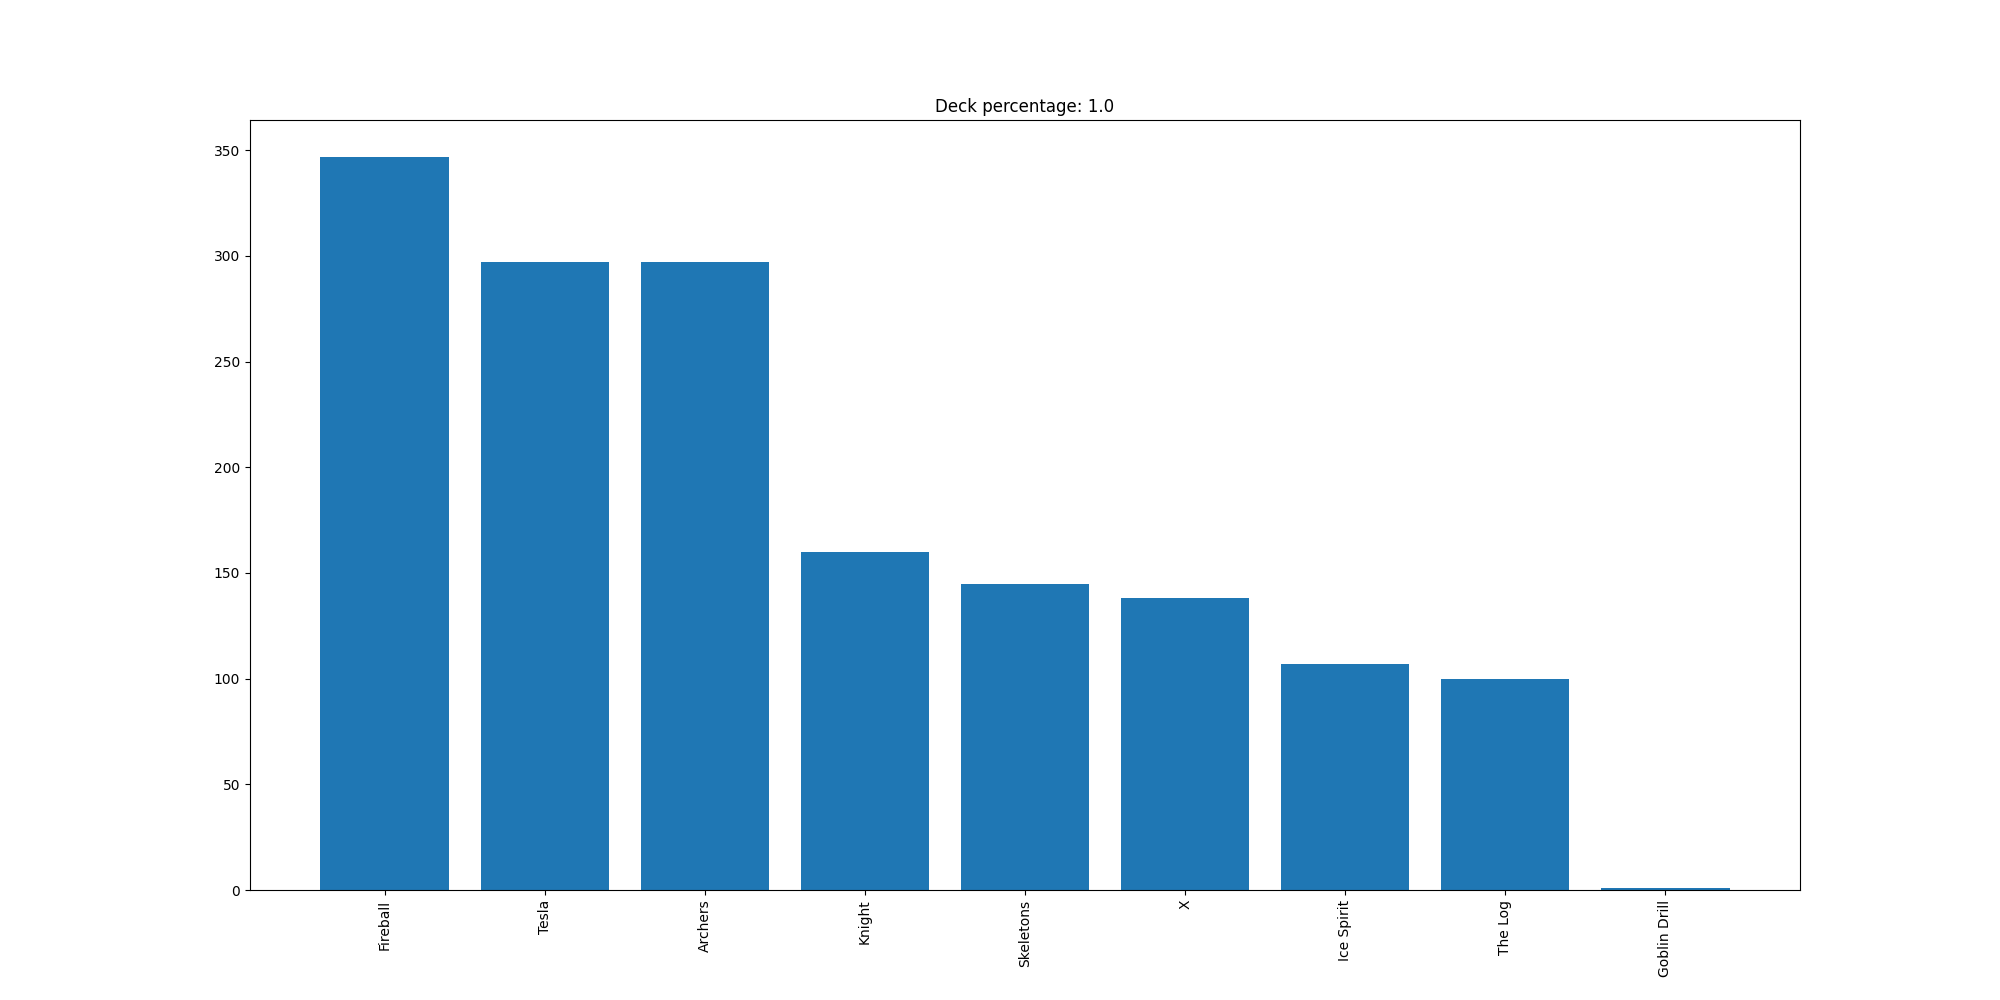 Deck percentage: 1.0
350
300
250
200
150
100
50
0
Fireball
Tesla
Archers
Knight
Skeletons
X
Ice Spirit
The Log
Goblin Drill